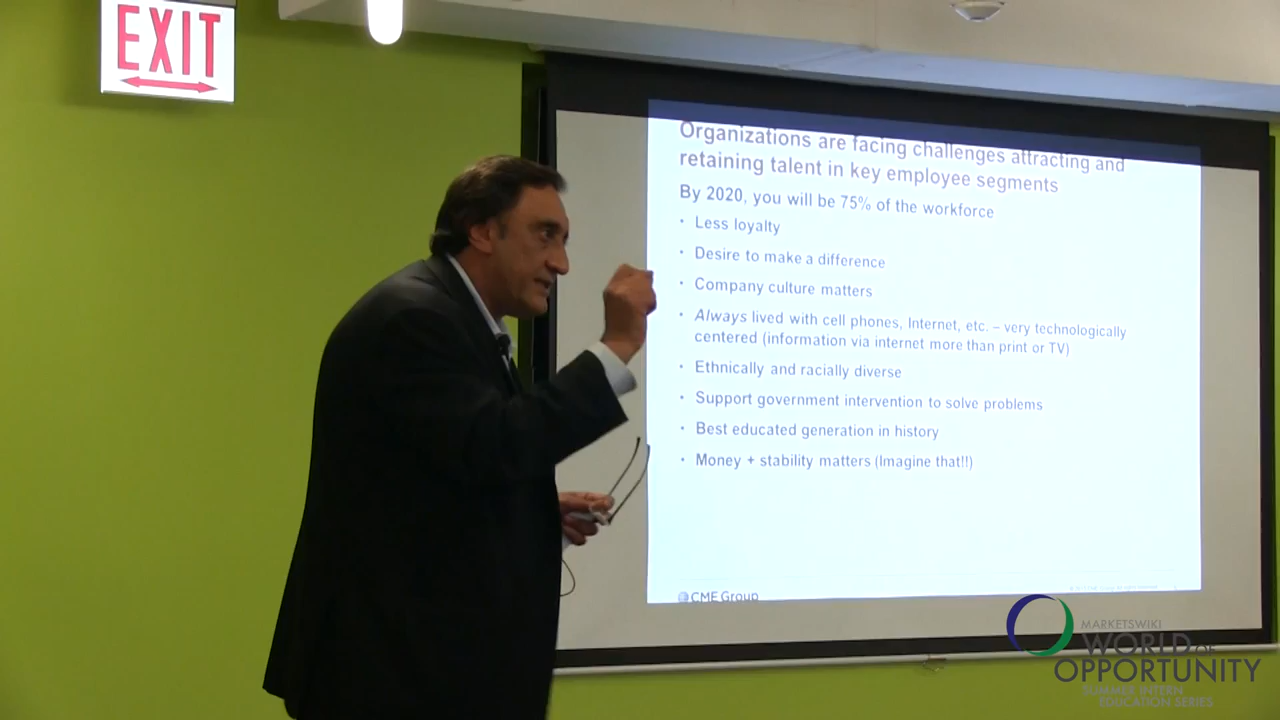 EXIT
Organizations are facing challenges attracting and
retaining talent in key employee segments
By 2020, you will be 75% of the workforce
• Less loyalty
• Desire to make a difference
• Company culture matters
• Always lived with cell phones, Internet, etc. – very technologically
centered (information via internet more than print or TV)
• Ethnically and racially diverse
• Support government intervention to solve problems
• Best educated generation in history
• Money + stability matters (Imagine that!!)
CME Group
MARKETSWIKI
WORLD OF
OPPORTUNITY
SUMMER INTERN
EDUCATION SERIES